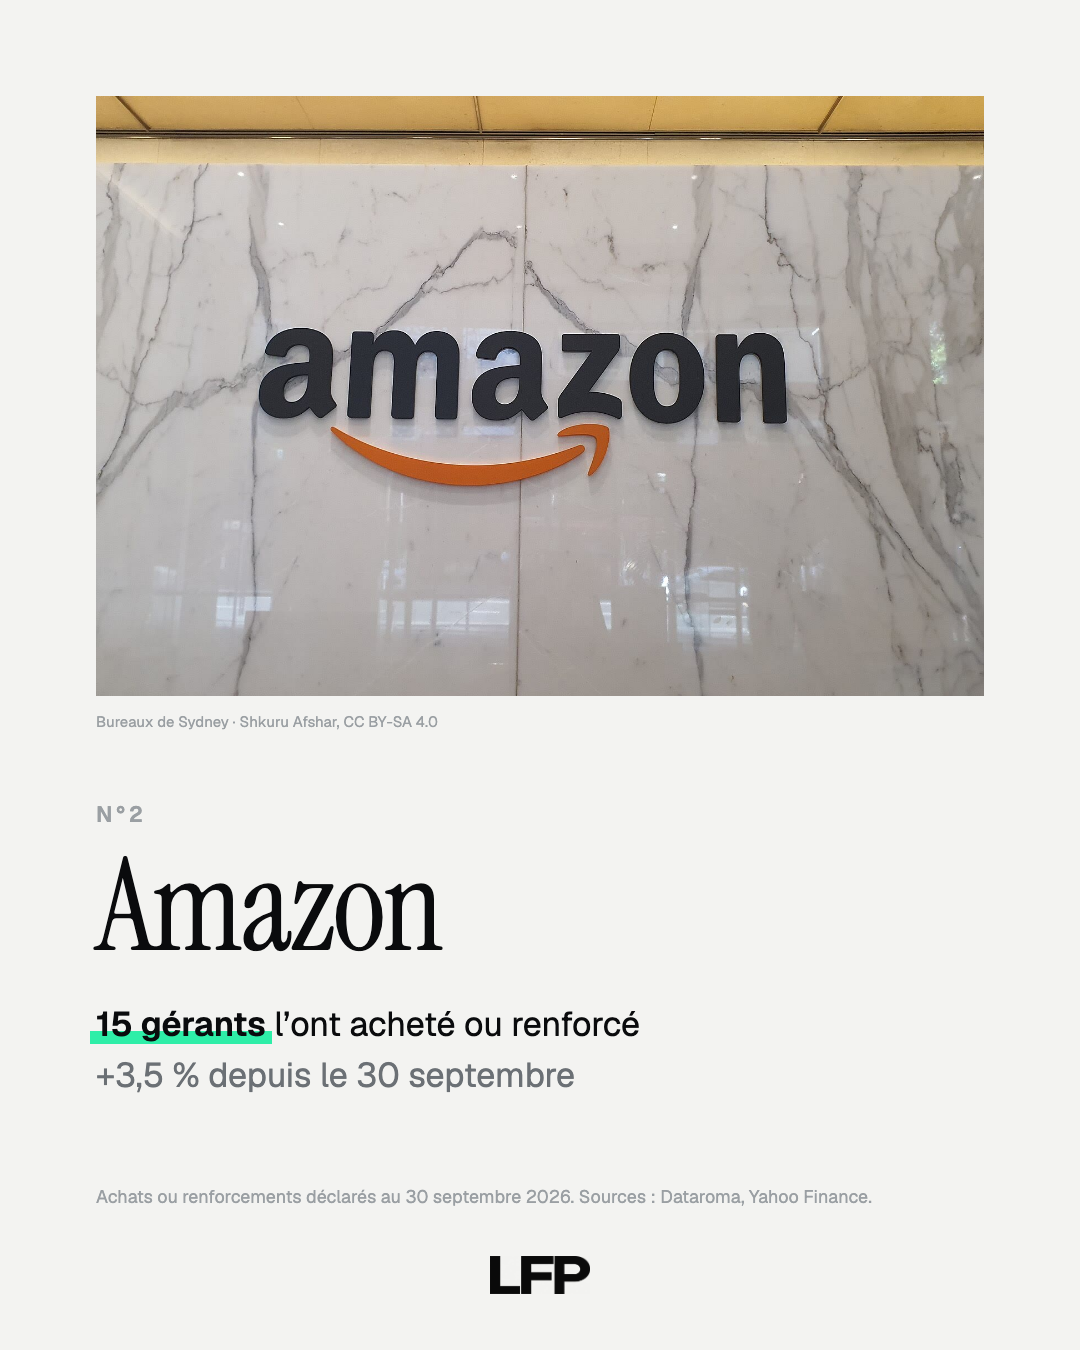 amazon
Bureaux de Sydney · Shkuru Afshar, CC BY-SA 4.0
N°2
Amazon
15 gérants l’ont acheté ou renforcé
+3,5 % depuis le 30 septembre
Achats ou renforcements déclarés au 30 septembre 2026. Sources : Dataroma, Yahoo Finance.
LFP